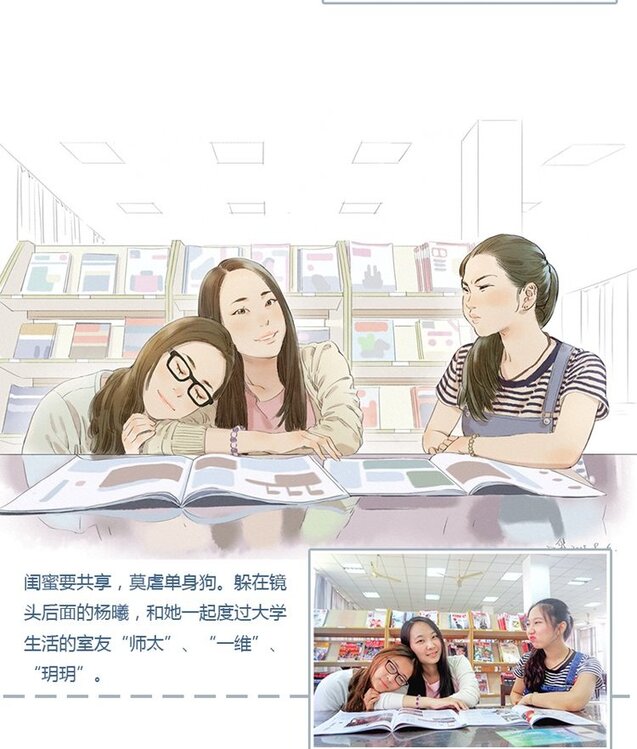 闺蜜要共享，莫虐单身狗。躲在镜
头后面的杨曦，和她一起度过大学
生活的室友“师太”、“一维”、
“玥玥”。